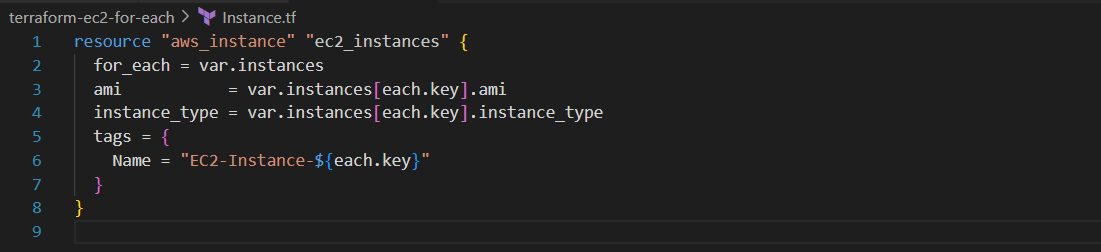 terraform-ec2-for-each > Instance.tf
1 resource "aws_instance" "ec2_instances" {
2   for_each = var.instances
3   ami           = var.instances[each.key].ami
4   instance_type = var.instances[each.key].instance_type
5   tags = {
6     Name = "EC2-Instance-${each.key}"
7   }
8 }
9